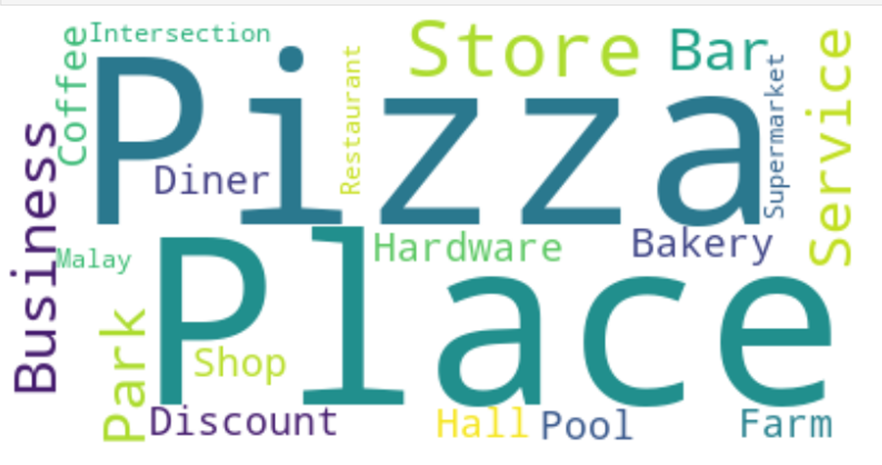 Intersection
Coffee
Store
Bar
Service
Restaurant
Supermarket
Pizza
Diner
Business
Malay
Hardware
Bakery
Place
Park
Shop
Discount
Hall
Pool
Farm